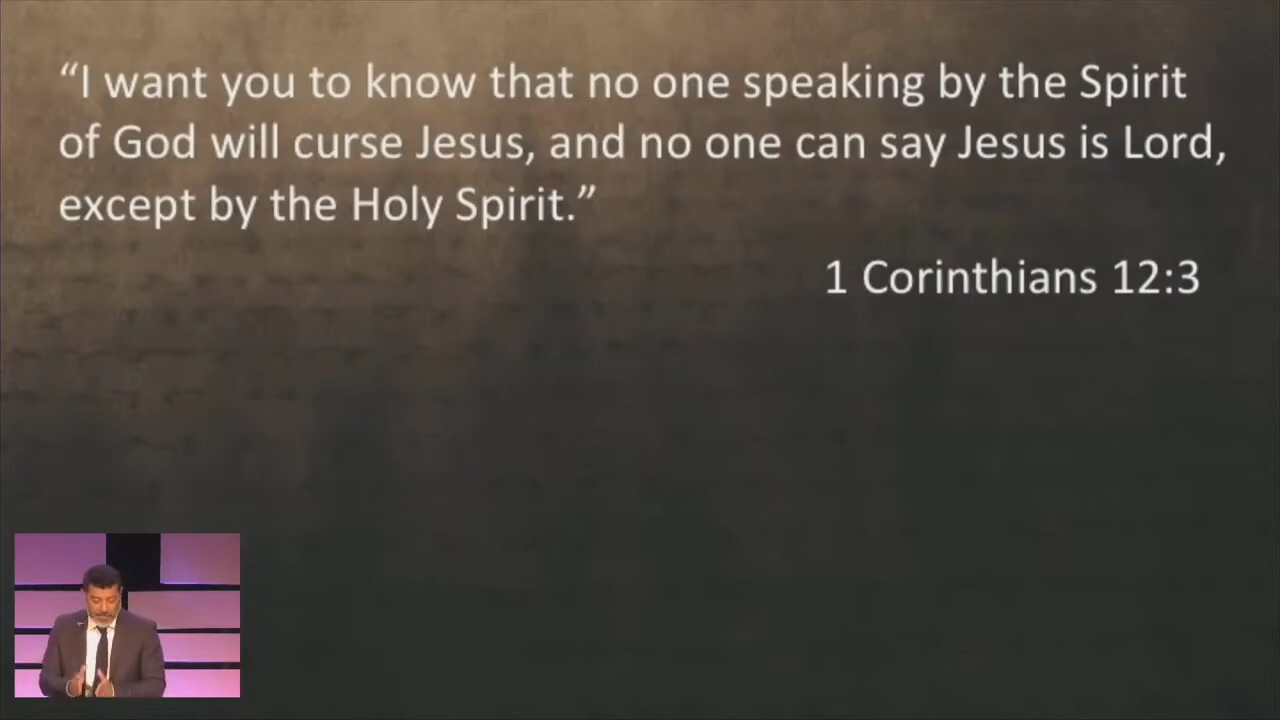 “I want you to know that no one speaking by the Spirit
of God will curse Jesus, and no one can say Jesus is Lord,
except by the Holy Spirit.”
1 Corinthians 12:3